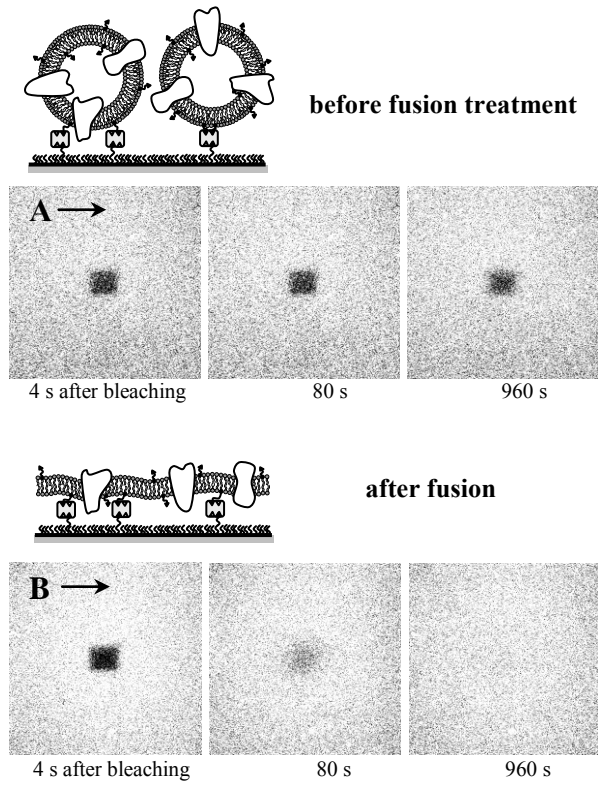 before fusion treatment
A
4 s after bleaching 80 s 960 s
after fusion
B
4 s after bleaching 80 s 960 s